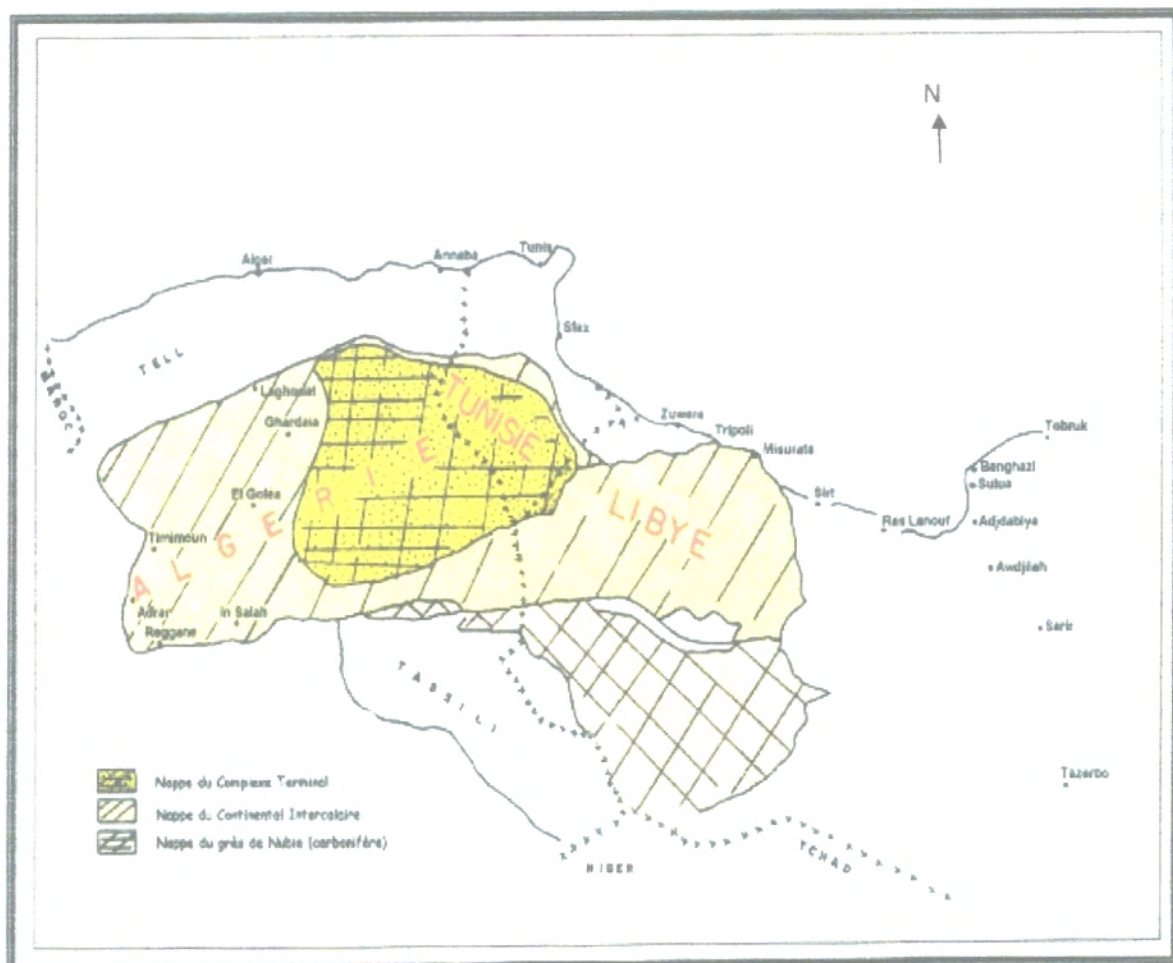 N
Alger
Annaba
Tunis
Sfax
TELL
MAROC
Laghouat
Ghardaia
TUNISIE
Zuwara
Tripoli
Misurata
Tobruk
Benghazi
Suluq
El Golea
ALGERIE
LIBYE
Sirt
Ras Lanouf
Adjdabiya
Timimoun
Awdjilah
Adrar
In Salah
Reggane
Sarir
TASSILI
Tazerbo
Nappe du Complexe Terminal
Nappe du Continental Intercalaire
Nappe du grès de Nubie (carbonifère)
NIGER
TCHAD